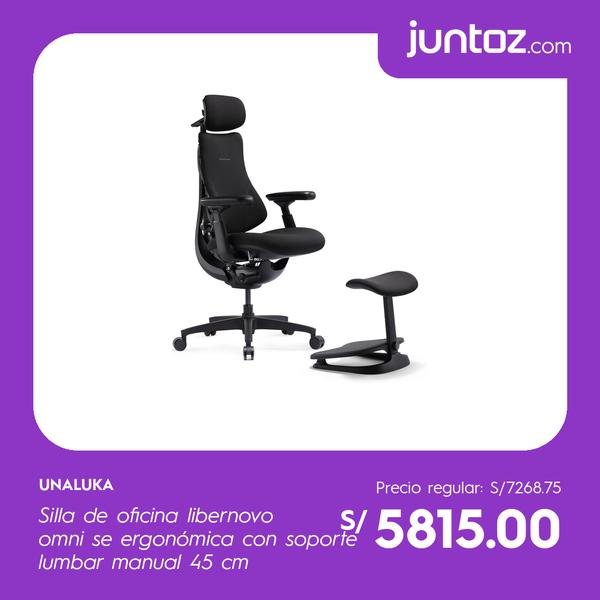 juntoz.com
UNALUKA
Precio regular: S/7268.75
Silla de oficina libernovo
omni se ergonómica con soporte
lumbar manual 45 cm
S/ 5815.00